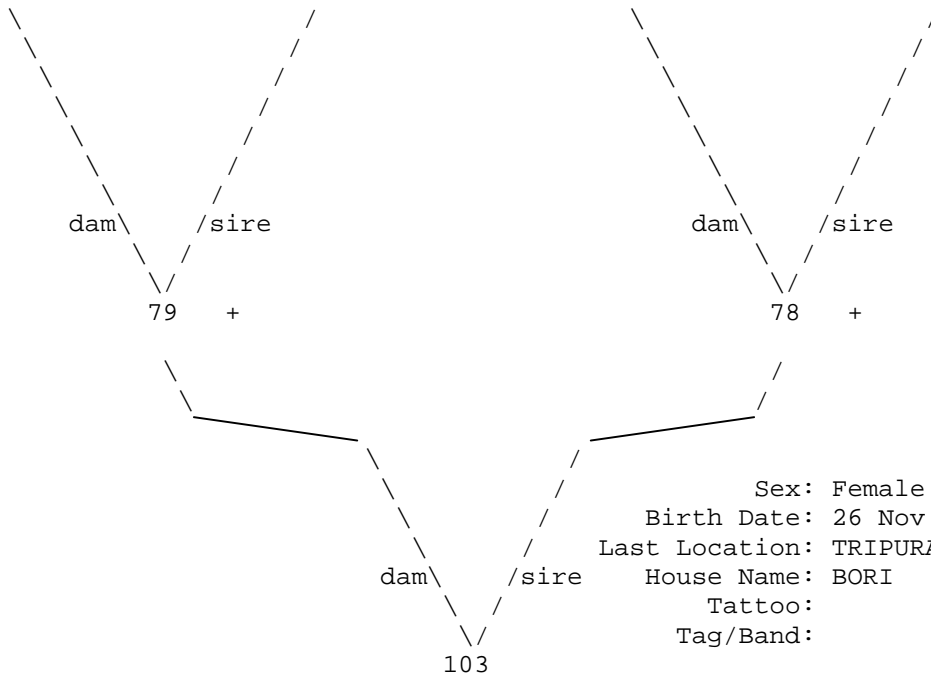 dam sire dam sire
79 + 78 +
Sex: Female
Birth Date: 26 Nov
Last Location: TRIPURA
dam sire House Name: BORI
Tattoo:
Tag/Band:
103